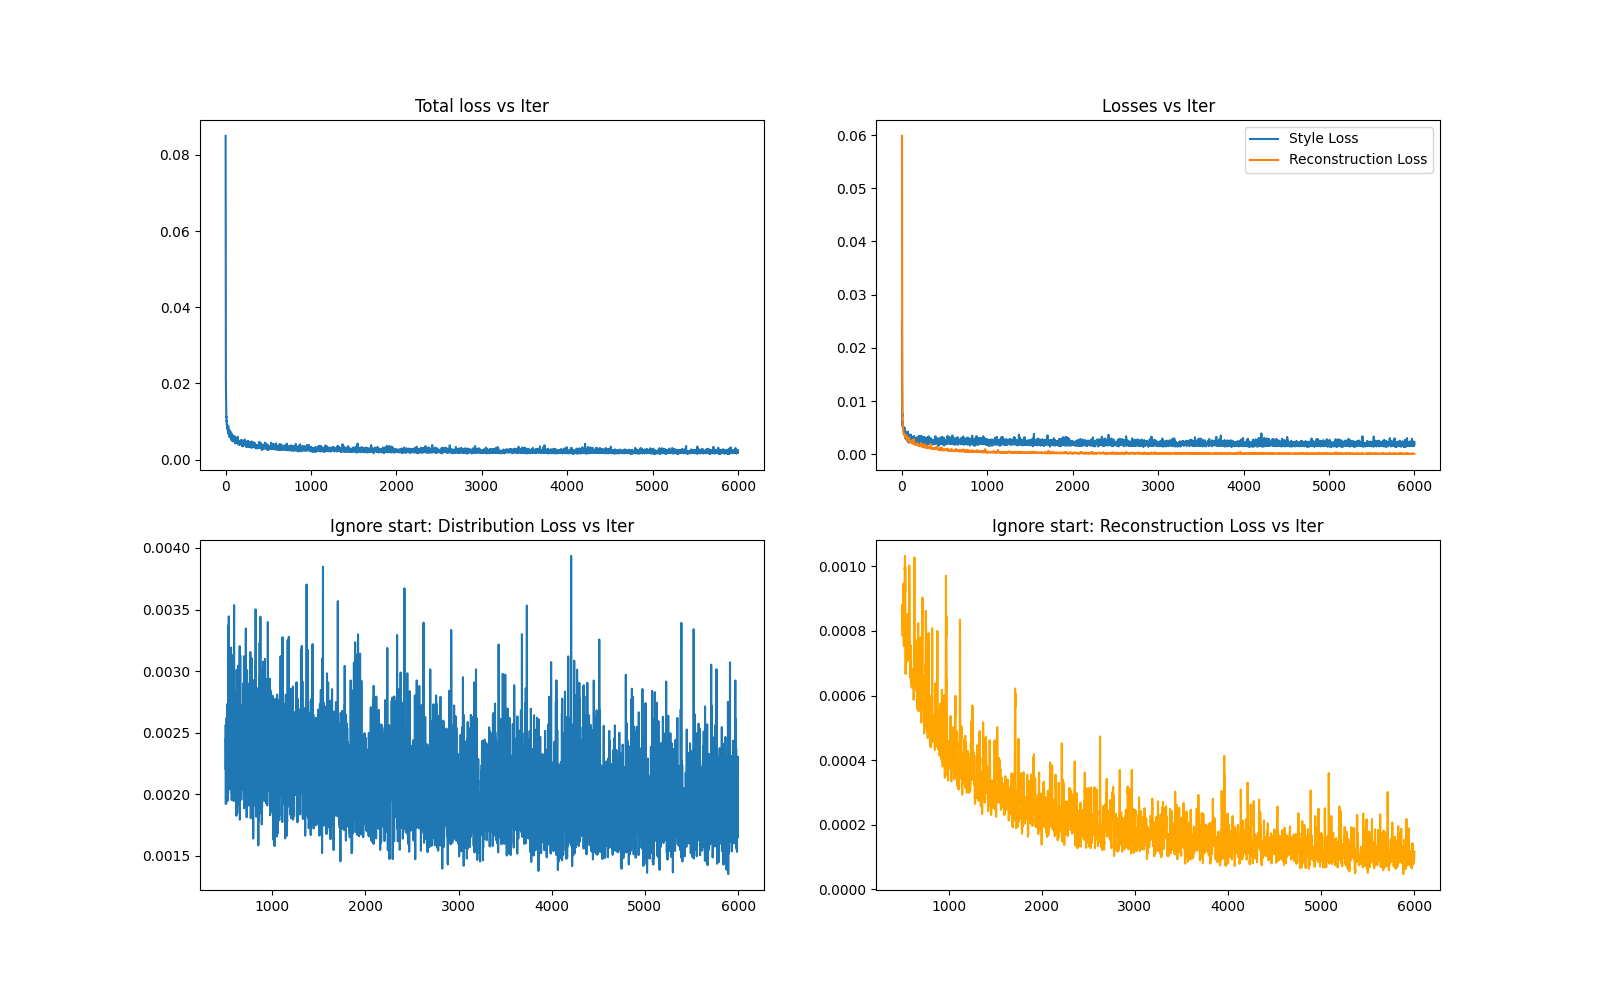 Total loss vs Iter
0.08
0.06
0.04
0.02
0.00
0 1000 2000 3000 4000 5000 6000
Losses vs Iter
Style Loss
Reconstruction Loss
0.06
0.05
0.04
0.03
0.02
0.01
0.00
0 1000 2000 3000 4000 5000 6000
Ignore start: Distribution Loss vs Iter
0.0040
0.0035
0.0030
0.0025
0.0020
0.0015
1000 2000 3000 4000 5000 6000
Ignore start: Reconstruction Loss vs Iter
0.0010
0.0008
0.0006
0.0004
0.0002
0.0000
1000 2000 3000 4000 5000 6000